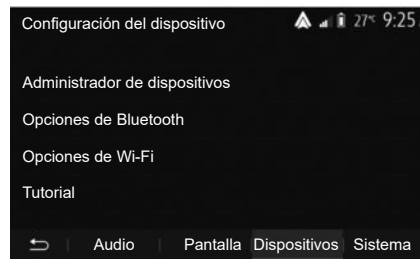 Configuración del dispositivo 27°C 9:25
Administrador de dispositivos
Opciones de Bluetooth
Opciones de Wi-Fi
Tutorial
Audio Pantalla Dispositivos Sistema